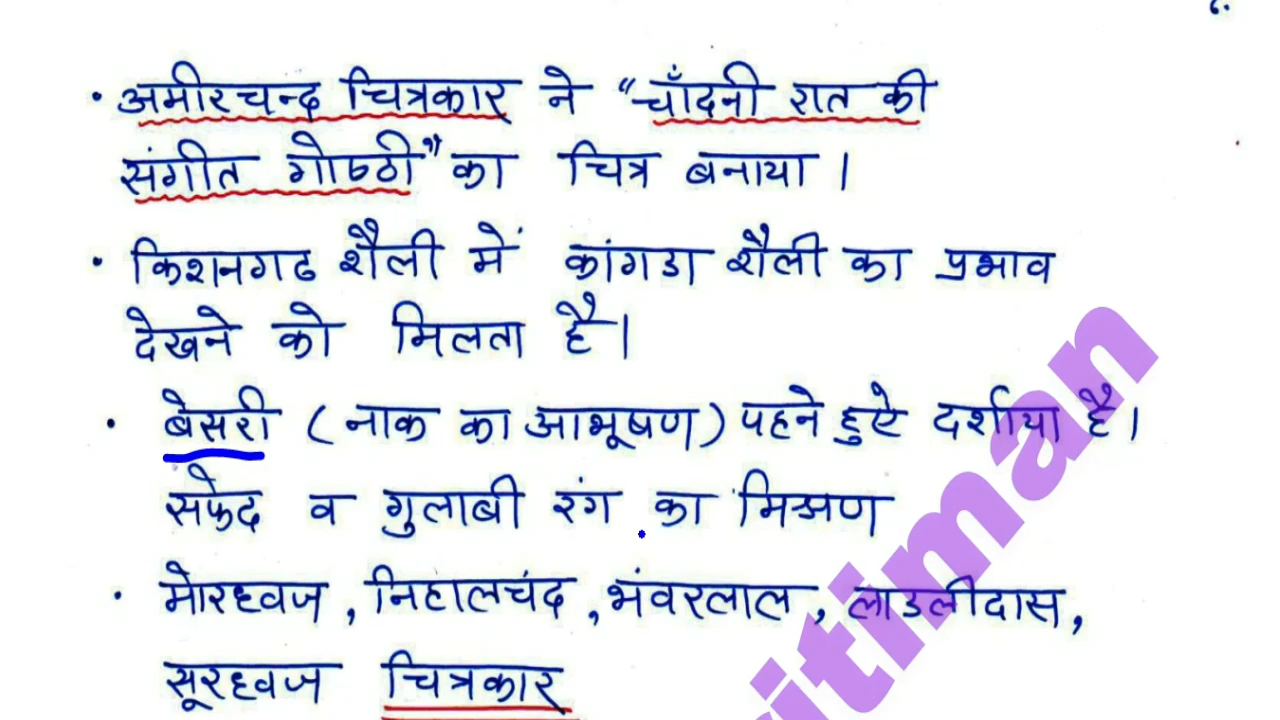 • अमीरचन्द चित्रकार ने "चाँदनी रात की
संगीत गोष्ठी" का चित्र बनाया।
• किशनगढ शैली में कांगडा शैली का प्रभाव
देखने को मिलता है।
• बेसरी (नाक का आभूषण) पहने हुऐ दर्शाया है।
सफेद व गुलाबी रंग का मिश्रण
• मोरध्वज, निहालचंद, भंवरलाल, लाडलीदास,
सूरध्वज चित्रकार
itiman